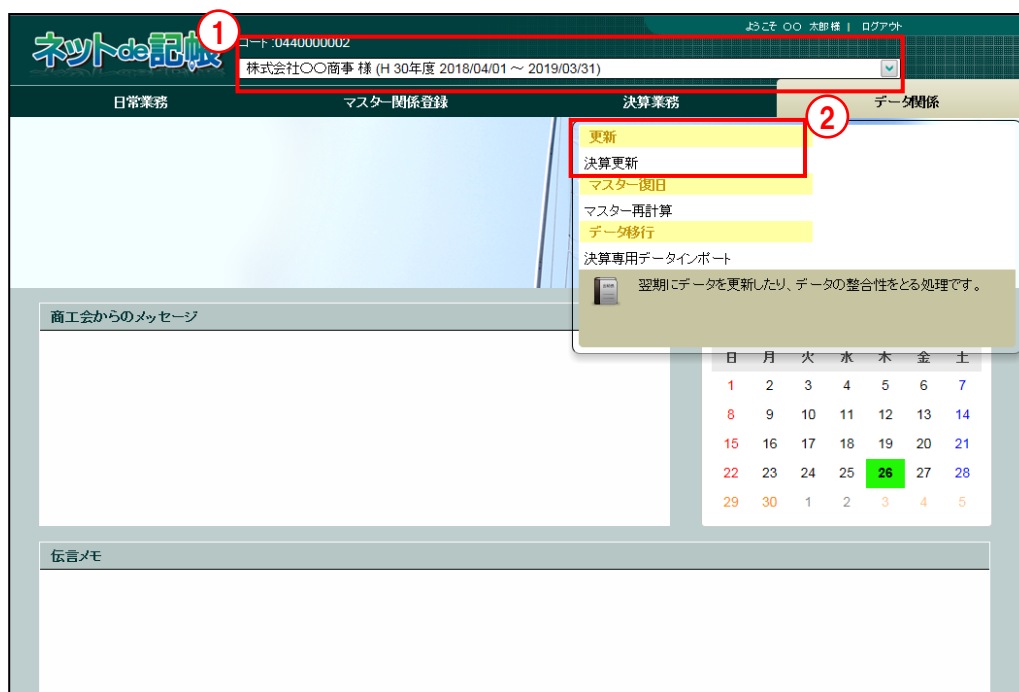 ようこそ 〇〇 太郎 様 | ログアウト
ネットde記帳
1
コード:0440000002
株式会社〇〇商事 様 (H 30年度 2018/04/01 ～ 2019/03/31)
日常業務 マスター関係登録 決算業務 データ関係
2
更新
決算更新
マスター復旧
マスター再計算
データ移行
決算専用データインポート
翌期にデータを更新したり、データの整合性をとる処理です。
商工会からのメッセージ
日 月 火 水 木 金 土
1 2 3 4 5 6 7
8 9 10 11 12 13 14
15 16 17 18 19 20 21
22 23 24 25 26 27 28
29 30 1 2 3 4 5
伝言メモ